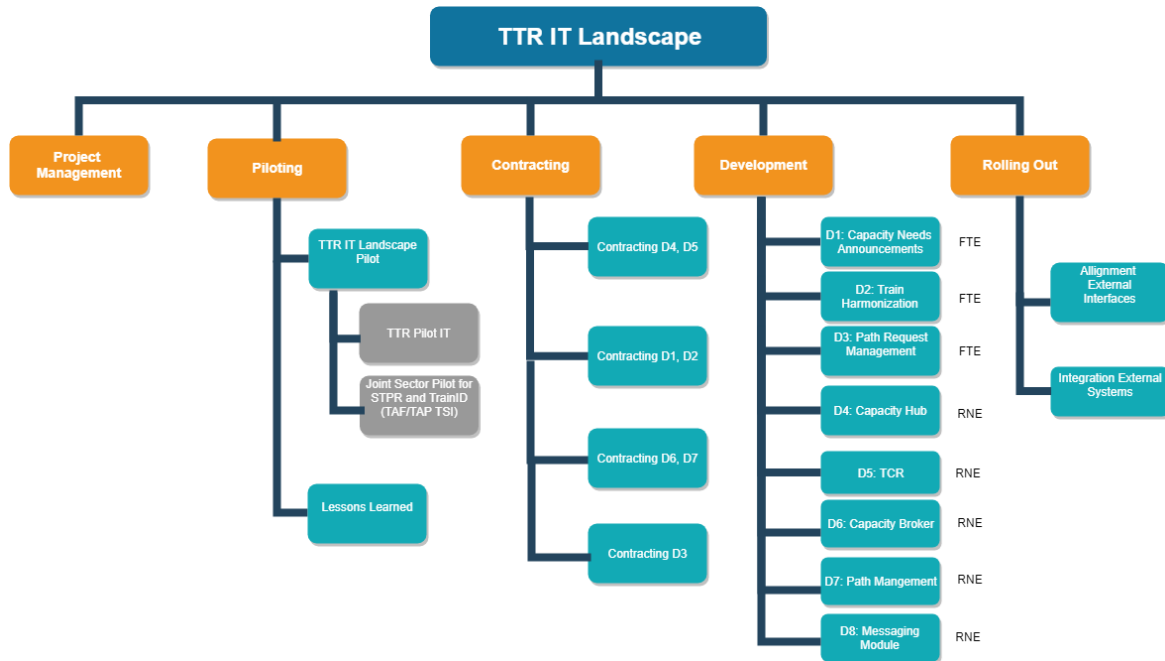 TTR IT Landscape
Project
Management
Piloting
Contracting
Development
Rolling Out
TTR IT Landscape
Pilot
TTR Pilot IT
Joint Sector Pilot for
STPR and TrainID
(TAF/TAP TSI)
Lessons Learned
Contracting D4, D5
Contracting D1, D2
Contracting D6, D7
Contracting D3
D1: Capacity Needs
Announcements
FTE
D2: Train
Harmonization
FTE
D3: Path Request
Management
FTE
D4: Capacity Hub
RNE
D5: TCR
RNE
D6: Capacity Broker
RNE
D7: Path Mangement
RNE
D8: Messaging
Module
RNE
Allignment
External
Interfaces
Integration External
Systems